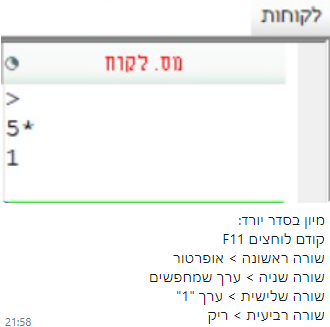 לקוחות
מס. לקוח
>
5*
1
מיון בסדר יורד:
קודם לוחצים F11
שורה ראשונה > אופרטור
שורה שניה > ערך שמחפשים
שורה שלישית > ערך "1"
שורה רביעית > ריק
21:58